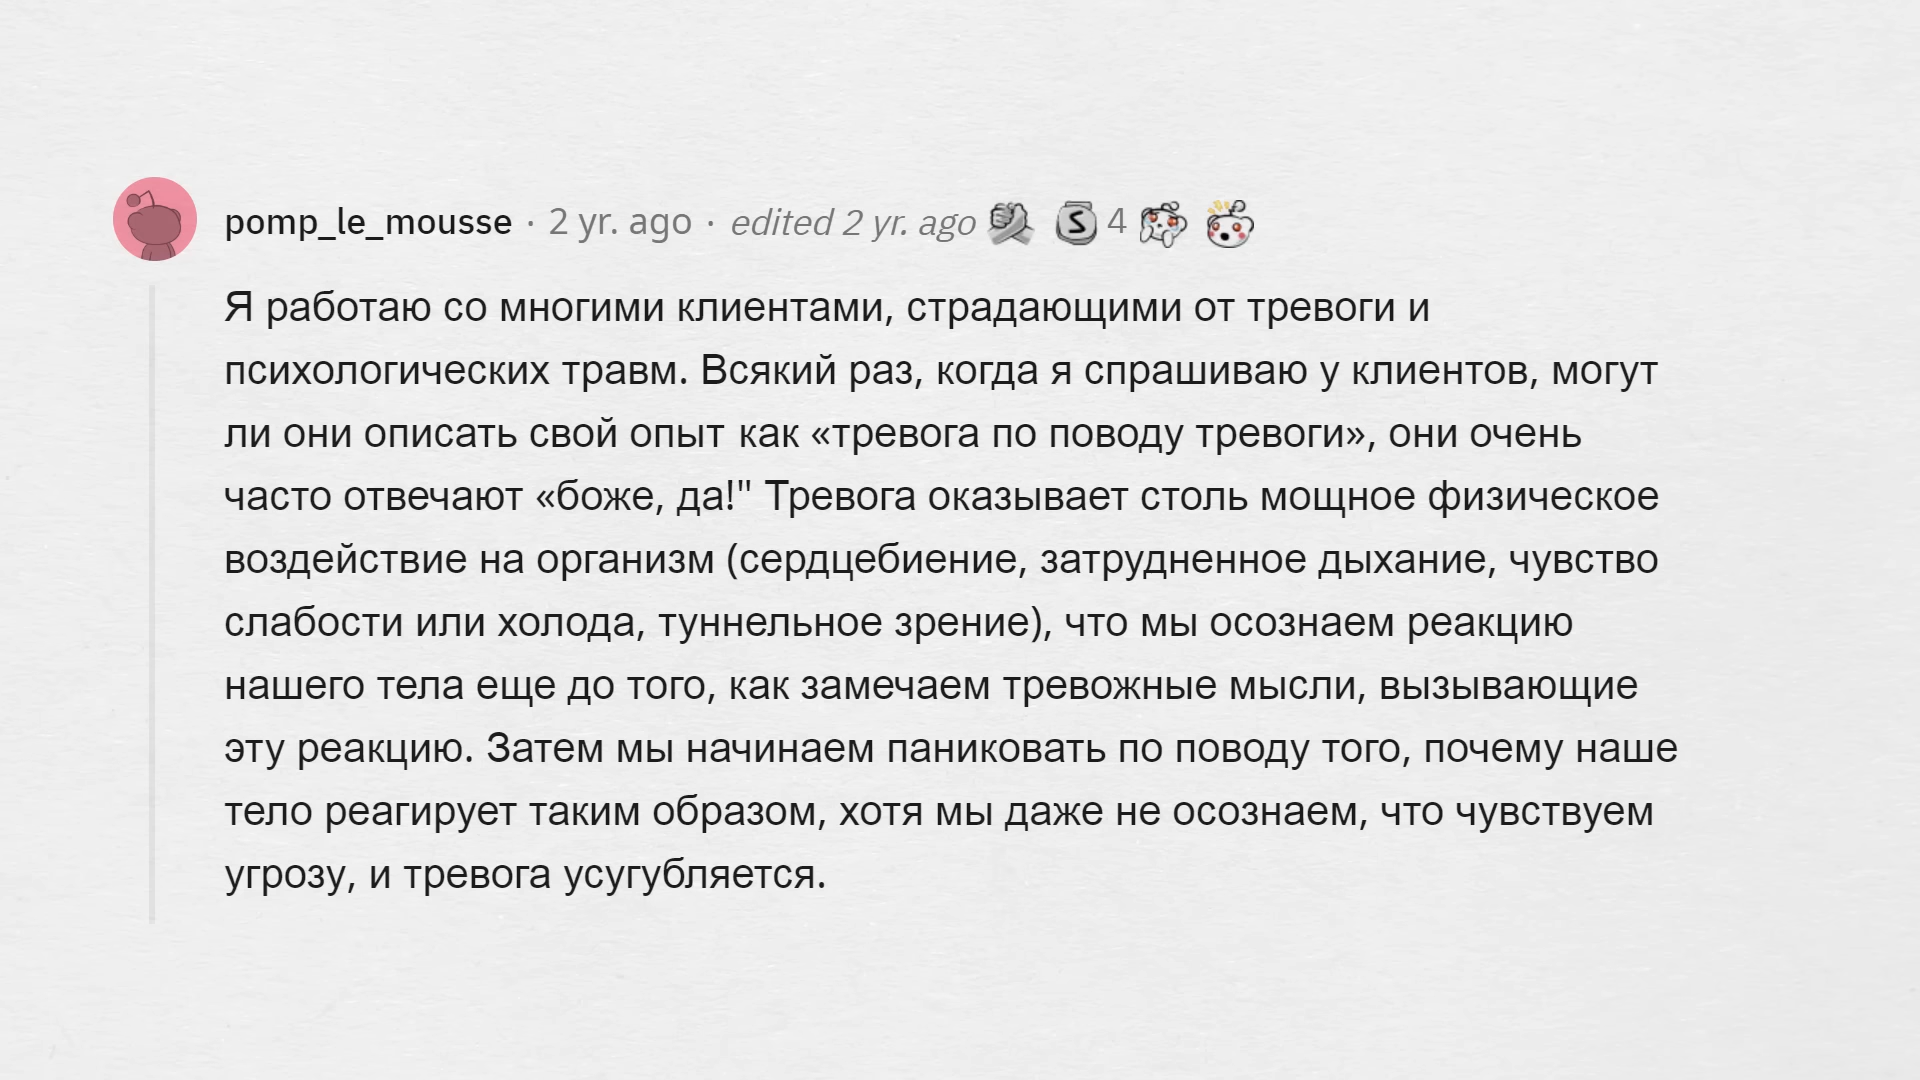 pomp_le_mousse · 2 yr. ago · edited 2 yr. ago S 4
Я работаю со многими клиентами, страдающими от тревоги и
психологических травм. Всякий раз, когда я спрашиваю у клиентов, могут
ли они описать свой опыт как «тревога по поводу тревоги», они очень
часто отвечают «боже, да!" Тревога оказывает столь мощное физическое
воздействие на организм (сердцебиение, затрудненное дыхание, чувство
слабости или холода, туннельное зрение), что мы осознаем реакцию
нашего тела еще до того, как замечаем тревожные мысли, вызывающие
эту реакцию. Затем мы начинаем паниковать по поводу того, почему наше
тело реагирует таким образом, хотя мы даже не осознаем, что чувствуем
угрозу, и тревога усугубляется.